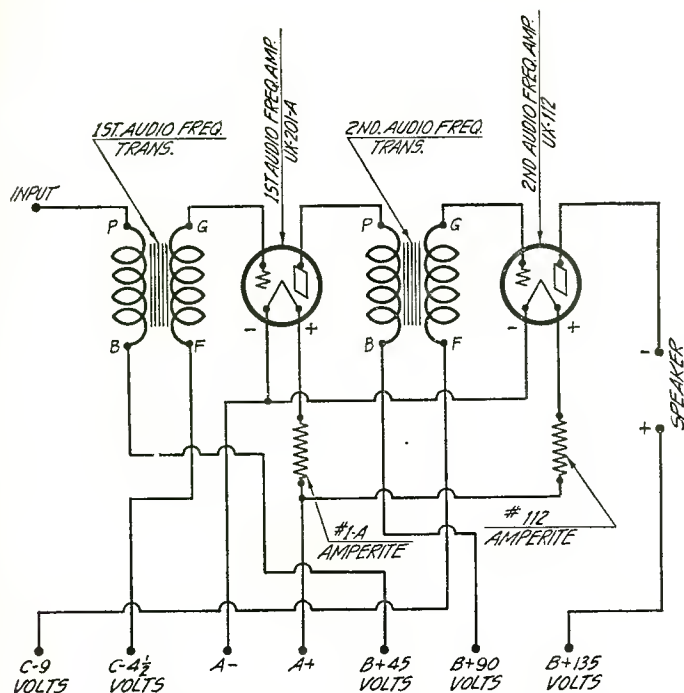 1ST. AUDIO FREQ.
TRANS.
1ST AUDIO FREQ. AMP.
UX-201-A
2ND. AUDIO FREQ.
TRANS.
2ND AUDIO FREQ. AMP.
UX-112
INPUT
P
G
P
G
- +
- +
B
F
B
F
-
+
SPEAKER
#1-A
AMPERITE
# 112
AMPERITE
C-9
VOLTS
C-4½
VOLTS
A-
A+
B+45
VOLTS
B+90
VOLTS
B+135
VOLTS